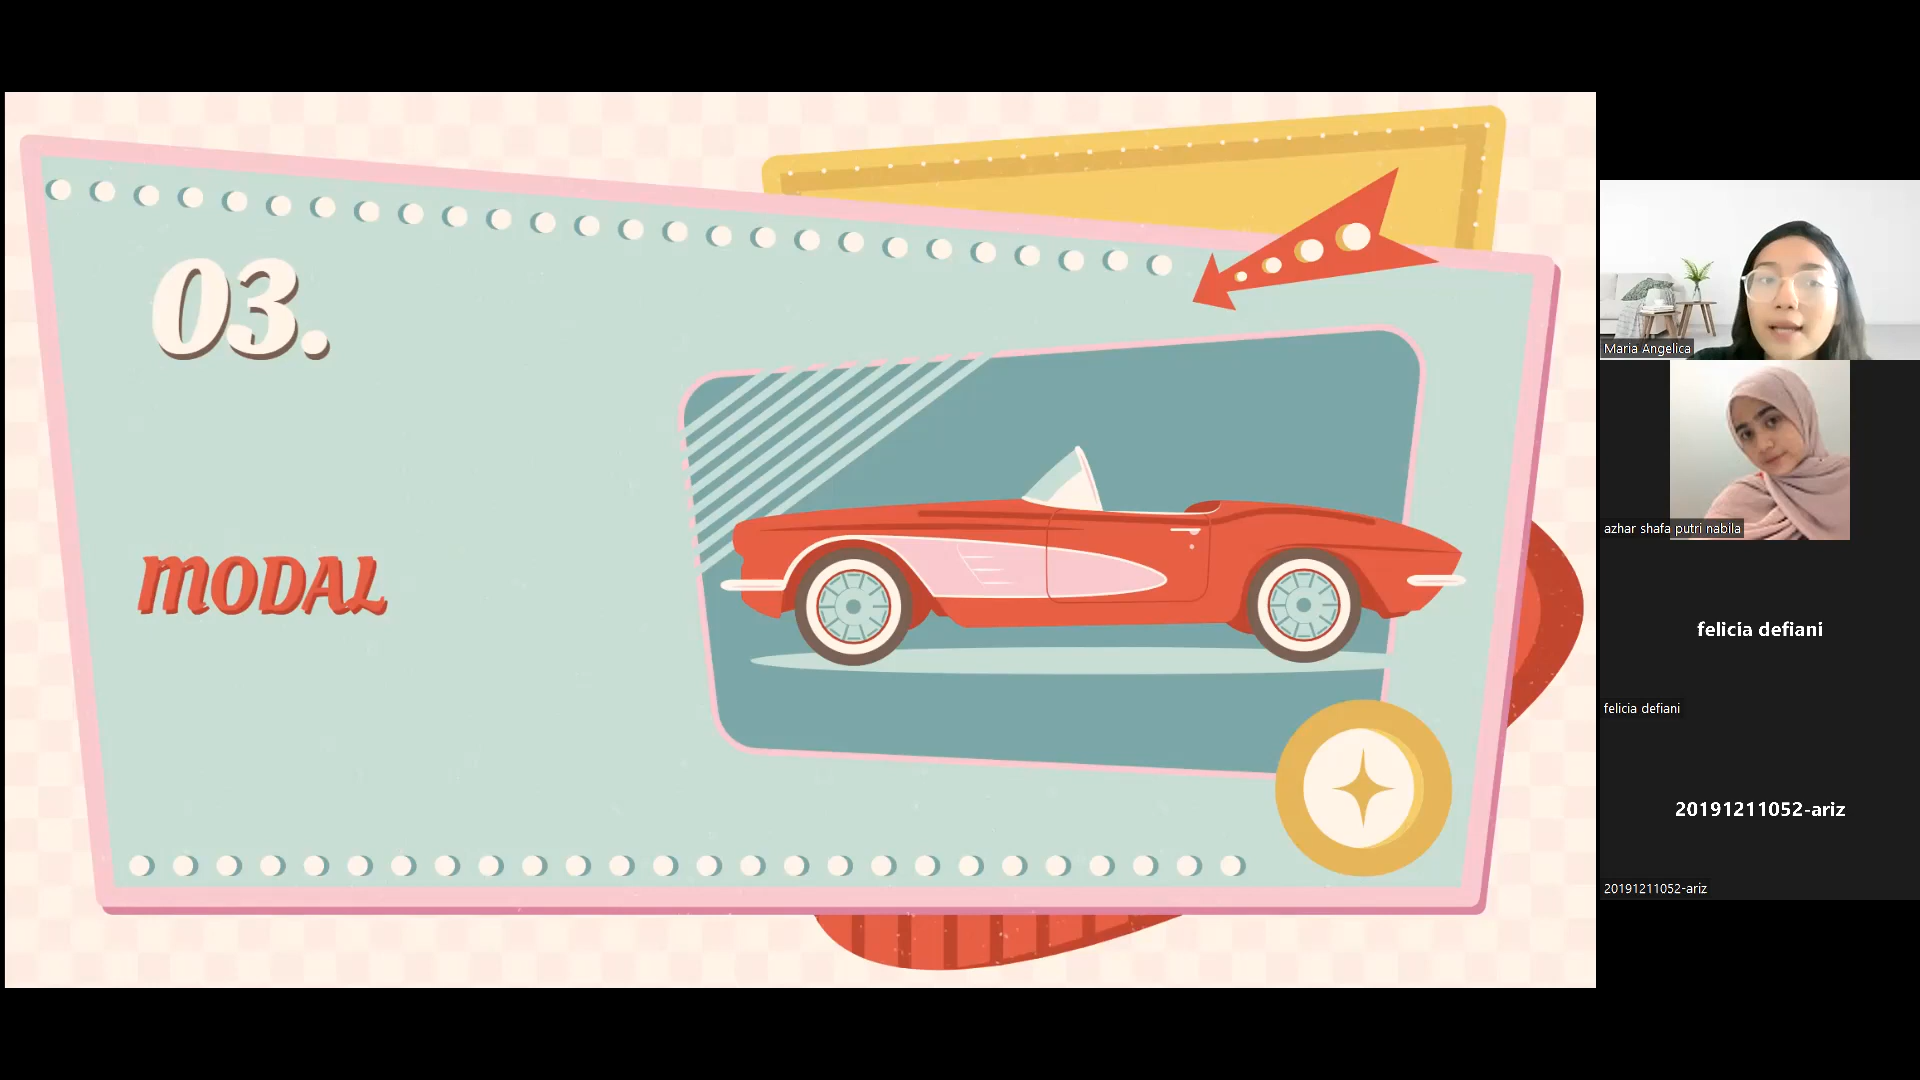 03.
MODAL
Maria Angelica
azhar shafa putri nabila
felicia defiani
felicia defiani
20191211052-ariz
20191211052-ariz